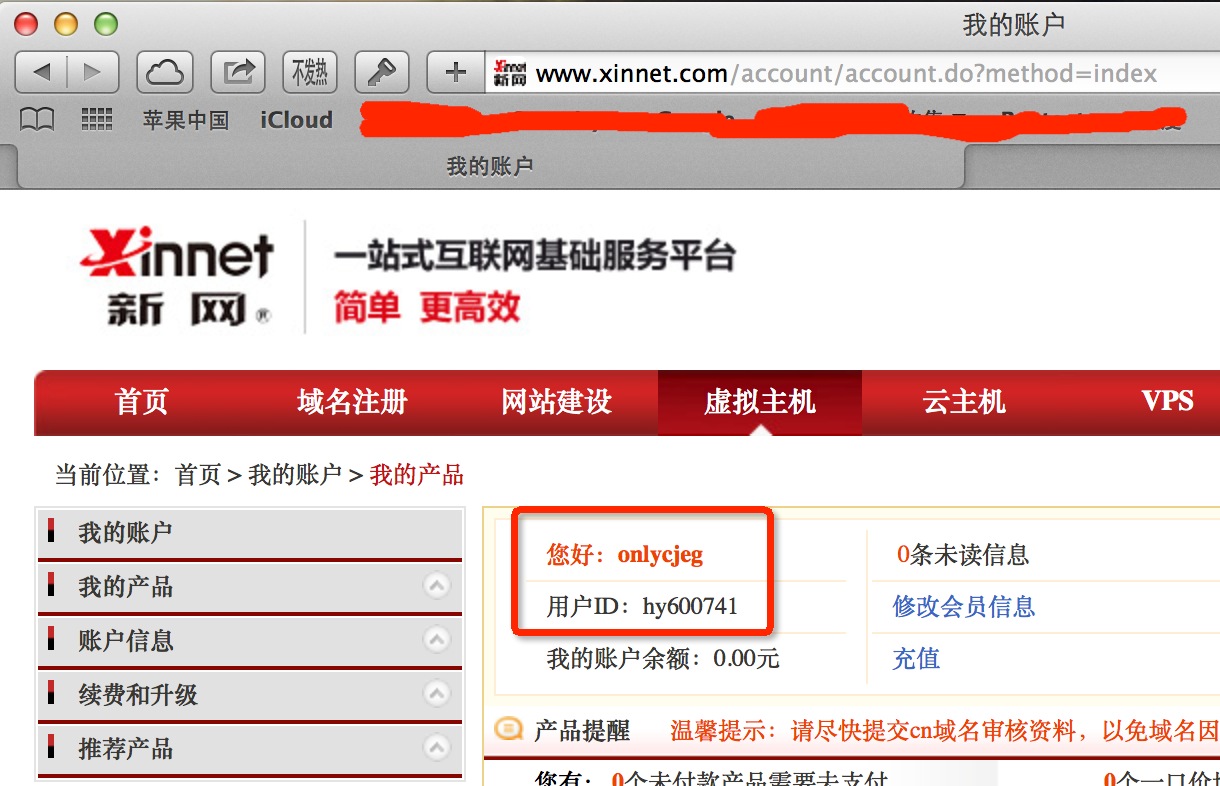 我的账户
不发热
Xinnet 新网 www.xinnet.com/account/account.do?method=index
苹果中国 iCloud
我的账户
Xinnet
新网®
一站式互联网基础服务平台
简单 更高效
首页 域名注册 网站建设 虚拟主机 云主机 VPS
当前位置：首页 > 我的账户 > 我的产品
我的账户
我的产品
账户信息
续费和升级
推荐产品
您好：onlycjeg
用户ID：hy600741
我的账户余额：0.00元
0条未读信息
修改会员信息
充值
产品提醒 温馨提示：请尽快提交cn域名审核资料，以免域名因
您有：0个未付款产品需要去支付 0个一口价